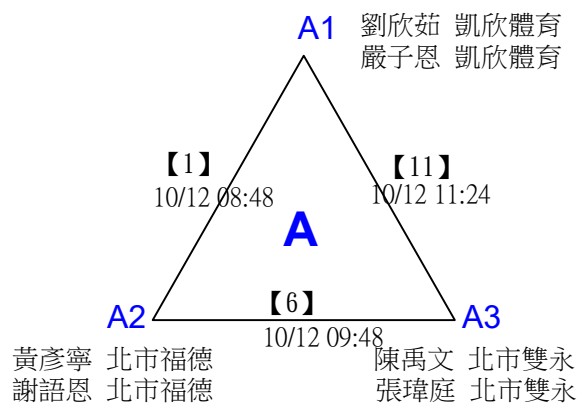 A1 劉欣茹 凱欣體育
嚴子恩 凱欣體育
【1】
10/12 08:48
【11】
10/12 11:24
A
【6】
10/12 09:48
A2
黃彥寧 北市福德
謝語恩 北市福德
A3
陳禹文 北市雙永
張瑋庭 北市雙永